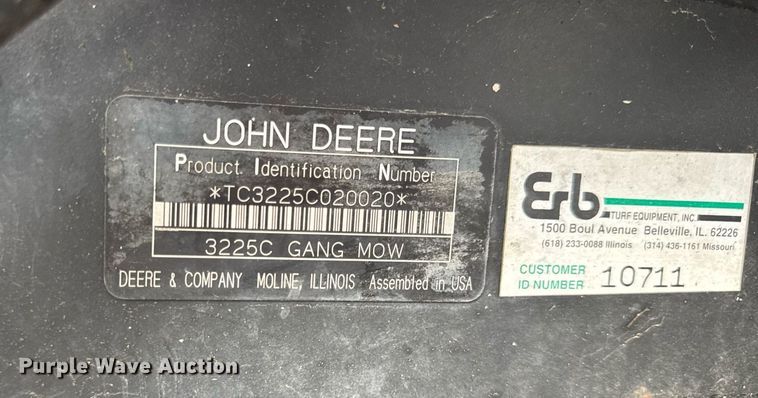 JOHN DEERE
Product Identification Number
*TC3225C020020*
3225C GANG MOW
DEERE & COMPANY MOLINE, ILLINOIS Assembled in USA
Erb
TURF EQUIPMENT, INC.
1500 Boul Avenue Belleville, IL. 62226
(618) 233-0088 Illinois (314) 436-1161 Missouri
CUSTOMER
ID NUMBER 10711
Purple Wave Auction